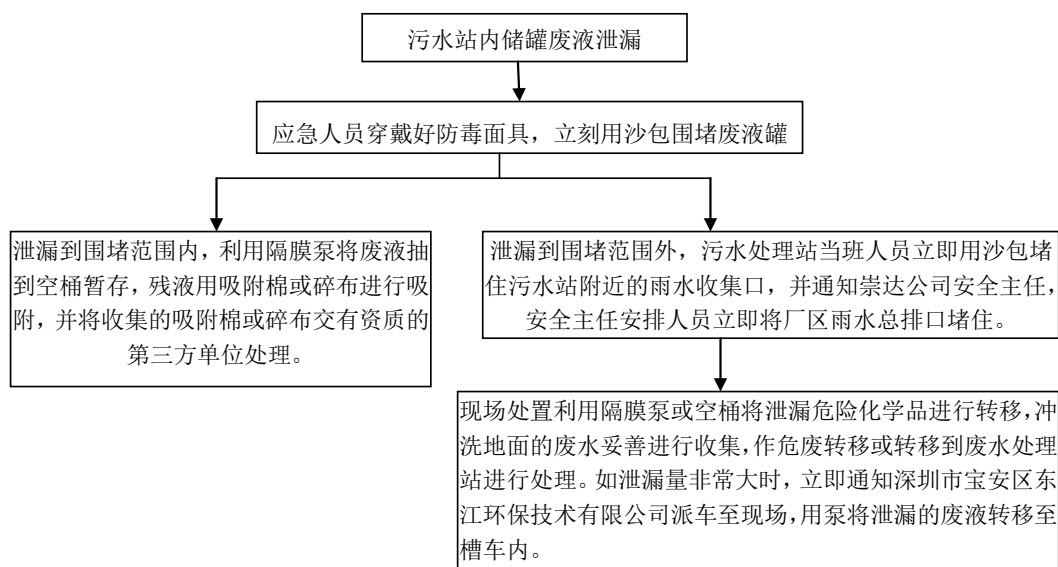 污水站内储罐废液泄漏
应急人员穿戴好防毒面具，立刻用沙包围堵废液罐
泄漏到围堵范围内，利用隔膜泵将废液抽
到空桶暂存，残液用吸附棉或碎布进行吸
附，并将收集的吸附棉或碎布交有资质的
第三方单位处理。
泄漏到围堵范围外，污水处理站当班人员立即用沙包堵
住污水站附近的雨水收集口，并通知崇达公司安全主任，
安全主任安排人员立即将厂区雨水总排口堵住。
现场处置利用隔膜泵或空桶将泄漏危险化学品进行转移，冲
洗地面的废水妥善进行收集，作危废转移或转移到废水处理
站进行处理。如泄漏量非常大时，立即通知深圳市宝安区东
江环保技术有限公司派车至现场，用泵将泄漏的废液转移至
槽车内。